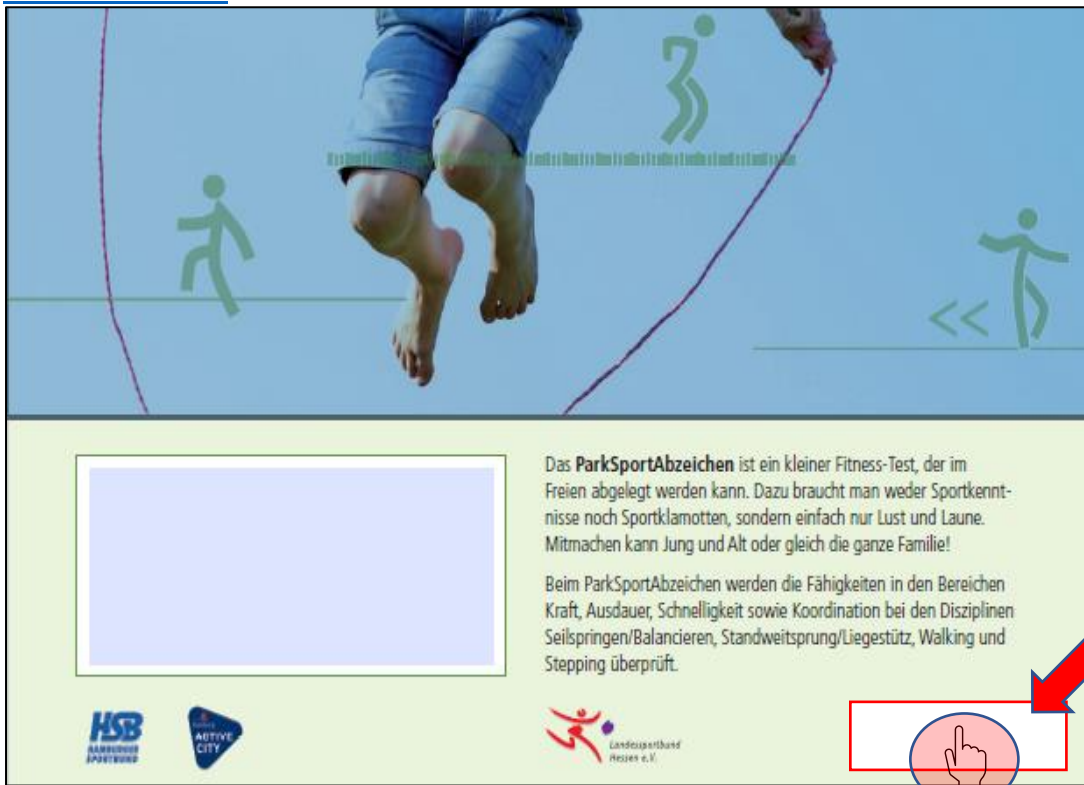 <<
Das ParkSportAbzeichen ist ein kleiner Fitness-Test, der im
Freien abgelegt werden kann. Dazu braucht man weder Sportkennt-
nisse noch Sportklamotten, sondern einfach nur Lust und Laune.
Mitmachen kann Jung und Alt oder gleich die ganze Familie!
Beim ParkSportAbzeichen werden die Fähigkeiten in den Bereichen
Kraft, Ausdauer, Schnelligkeit sowie Koordination bei den Disziplinen
Seilspringen/Balancieren, Standweitsprung/Liegestütz, Walking und
Stepping überprüft.
HSB
HAMBURGER
SPORTBUND
ACTIVE
CITY
Landessportbund
Hessen e.V.